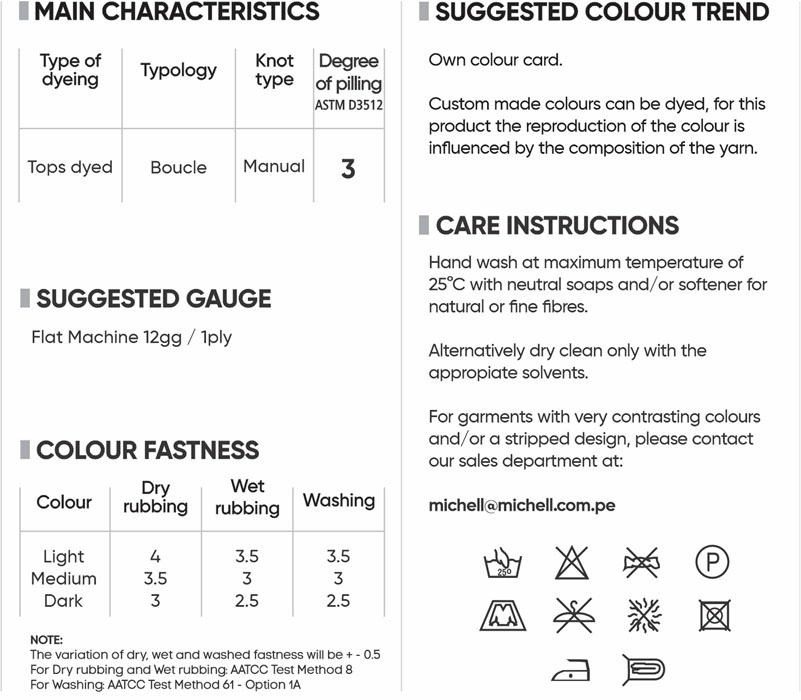 MAIN CHARACTERISTICS
Type of dyeing
Typology
Knot type
Degree of pilling
ASTM D3512
Tops dyed
Boucle
Manual
3
SUGGESTED GAUGE
Flat Machine 12gg / 1ply
COLOUR FASTNESS
Colour
Dry rubbing
Wet rubbing
Washing
Light 4 3.5 3.5
Medium 3.5 3 3
Dark 3 2.5 2.5
NOTE:
The variation of dry, wet and washed fastness will be + - 0.5
For Dry rubbing and Wet rubbing: AATCC Test Method 8
For Washing: AATCC Test Method 61 - Option 1A
SUGGESTED COLOUR TREND
Own colour card.
Custom made colours can be dyed, for this
product the reproduction of the colour is
influenced by the composition of the yarn.
CARE INSTRUCTIONS
Hand wash at maximum temperature of
25°C with neutral soaps and/or softener for
natural or fine fibres.
Alternatively dry clean only with the
appropiate solvents.
For garments with very contrasting colours
and/or a stripped design, please contact
our sales department at:
michell@michell.com.pe
25º
P